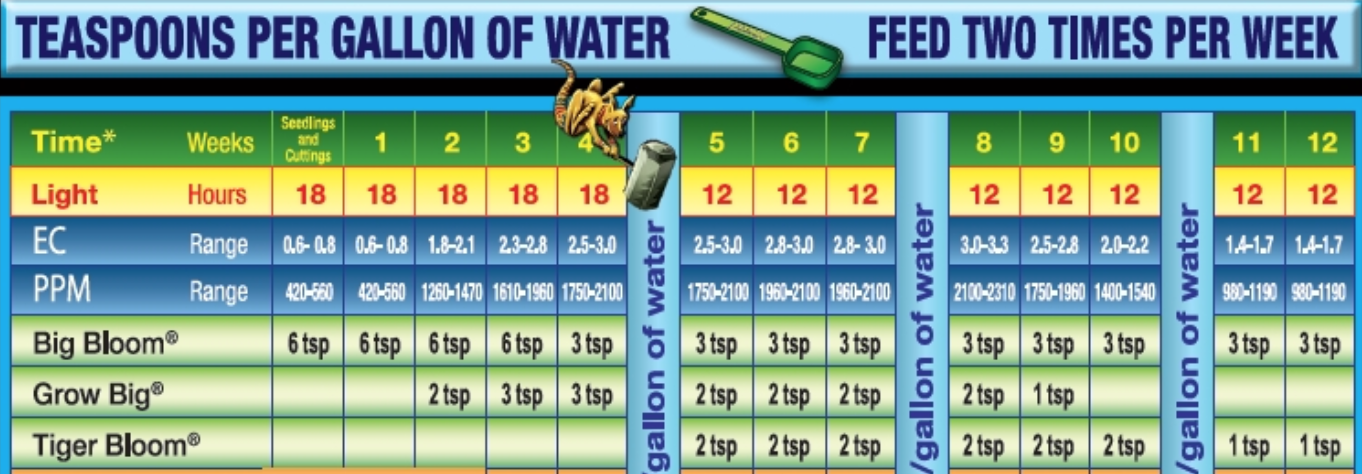 TEASPOONS PER GALLON OF WATER FEED TWO TIMES PER WEEK
Time* Weeks Seedlings and Cuttings 1 2 3 4 5 6 7 8 9 10 11 12
Light Hours 18 18 18 18 18 12 12 12 12 12 12 12 12
EC Range 0.6- 0.8 0.6- 0.8 1.8-2.1 2.3-2.8 2.5-3.0 2.5-3.0 2.8-3.0 2.8- 3.0 3.0-3.3 2.5-2.8 2.0-2.2 1.4-1.7 1.4-1.7
PPM Range 420-560 420-560 1260-1470 1610-1960 1750-2100 1750-2100 1960-2100 1960-2100 2100-2310 1750-1960 1400-1540 980-1190 980-1190
Big Bloom® 6 tsp 6 tsp 6 tsp 6 tsp 3 tsp 3 tsp 3 tsp 3 tsp 3 tsp 3 tsp 3 tsp 3 tsp 3 tsp
Grow Big® 2 tsp 3 tsp 3 tsp 2 tsp 2 tsp 2 tsp 2 tsp 1 tsp
Tiger Bloom® 2 tsp 2 tsp 2 tsp 2 tsp 2 tsp 2 tsp 1 tsp 1 tsp
/gallon of water
/gallon of water
/gallon of water